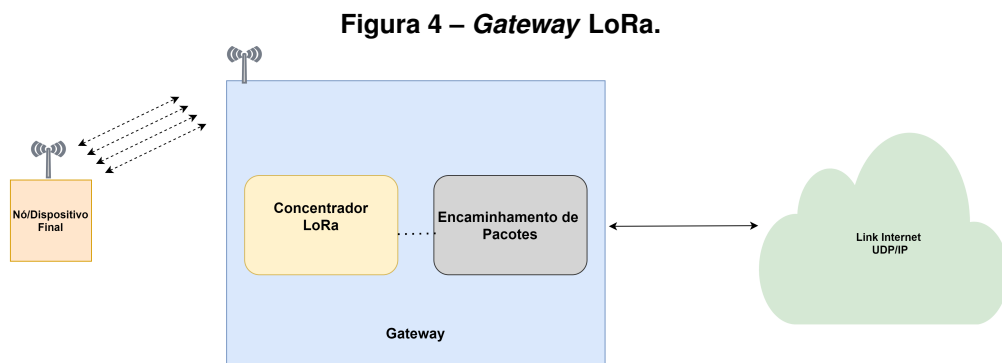 Figura 4 – Gateway LoRa.
Nó/Dispositivo
Final
Concentrador
LoRa
Encaminhamento de
Pacotes
Gateway
Link Internet
UDP/IP